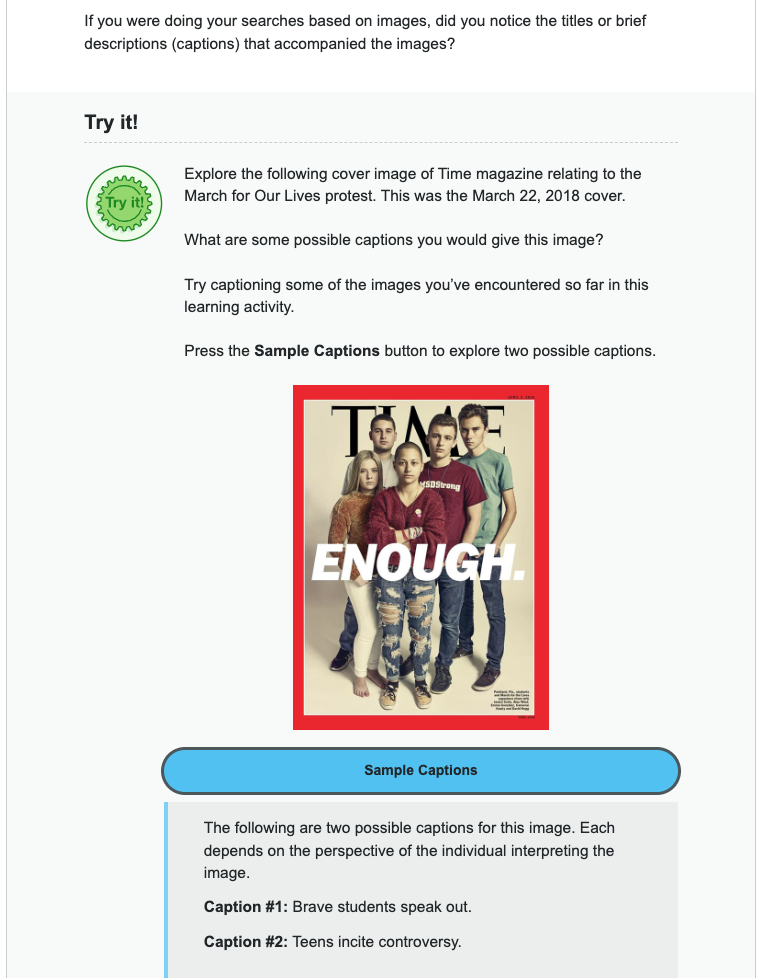 If you were doing your searches based on images, did you notice the titles or brief
descriptions (captions) that accompanied the images?
Try it!
Try it!
Explore the following cover image of Time magazine relating to the
March for Our Lives protest. This was the March 22, 2018 cover.
What are some possible captions you would give this image?
Try captioning some of the images you’ve encountered so far in this
learning activity.
Press the Sample Captions button to explore two possible captions.
TIME
MSDStrong
ENOUGH.
Sample Captions
The following are two possible captions for this image. Each
depends on the perspective of the individual interpreting the
image.
Caption #1: Brave students speak out.
Caption #2: Teens incite controversy.